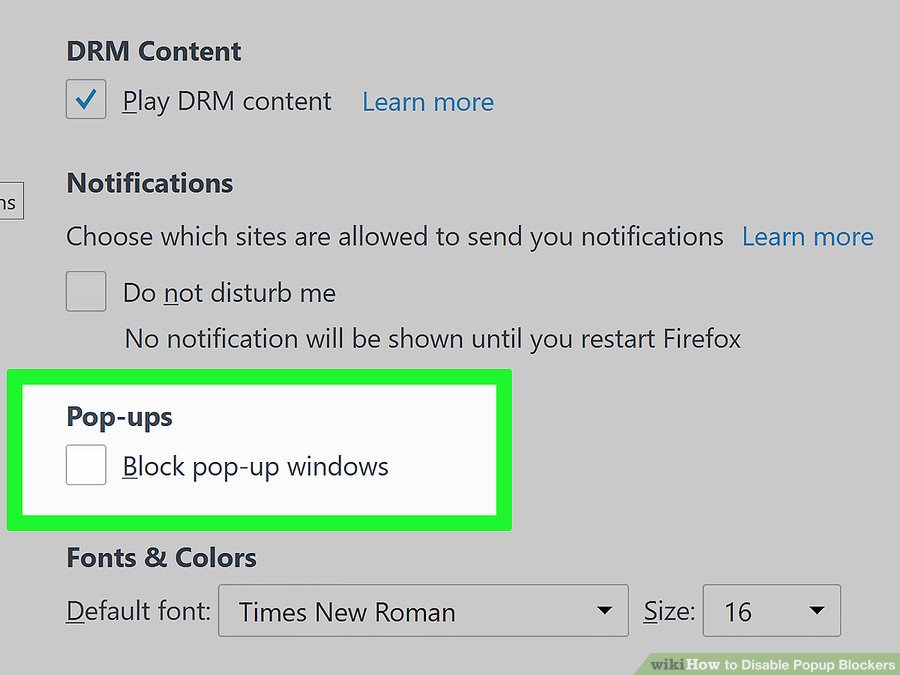 DRM Content
Play DRM content Learn more
Notifications
ns
Choose which sites are allowed to send you notifications Learn more
Do not disturb me
No notification will be shown until you restart Firefox
Pop-ups
Block pop-up windows
Fonts & Colors
Default font: Times New Roman Size: 16
wikiHow to Disable Popup Blockers